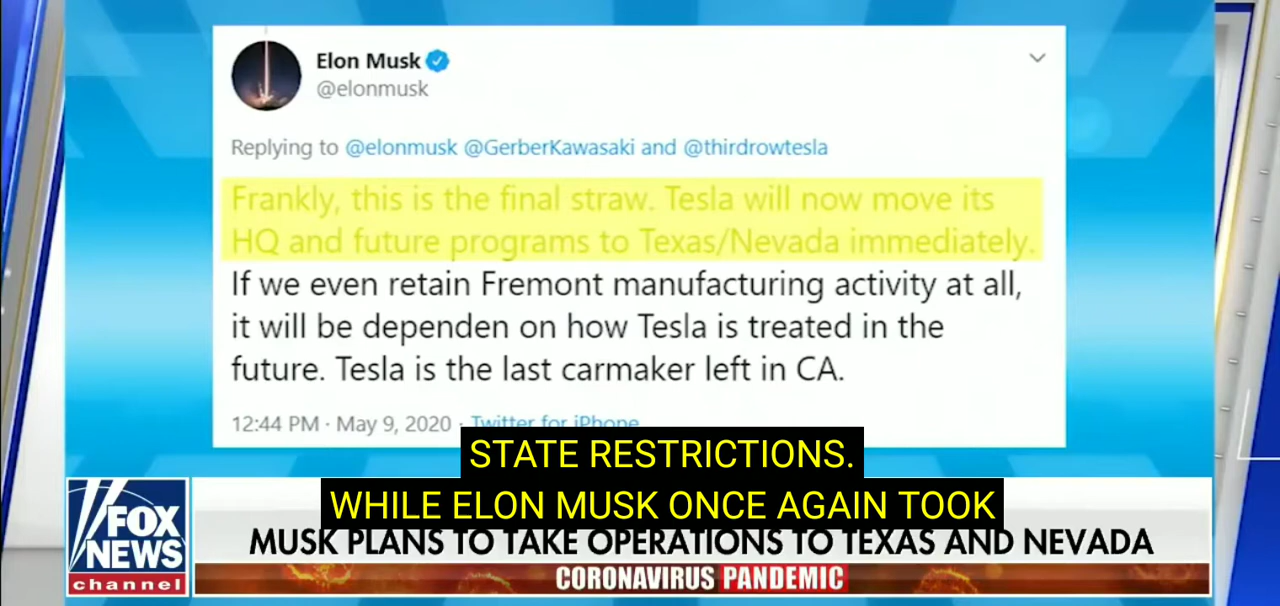 Elon Musk
@elonmusk
Replying to @elonmusk @GerberKawasaki and @thirdrowtesla
Frankly, this is the final straw. Tesla will now move its
HQ and future programs to Texas/Nevada immediately.
If we even retain Fremont manufacturing activity at all,
it will be dependen on how Tesla is treated in the
future. Tesla is the last carmaker left in CA.
12:44 PM · May 9, 2020 · Twitter for iPhone
STATE RESTRICTIONS.
WHILE ELON MUSK ONCE AGAIN TOOK
MUSK PLANS TO TAKE OPERATIONS TO TEXAS AND NEVADA
CORONAVIRUS PANDEMIC
FOX
NEWS
channel